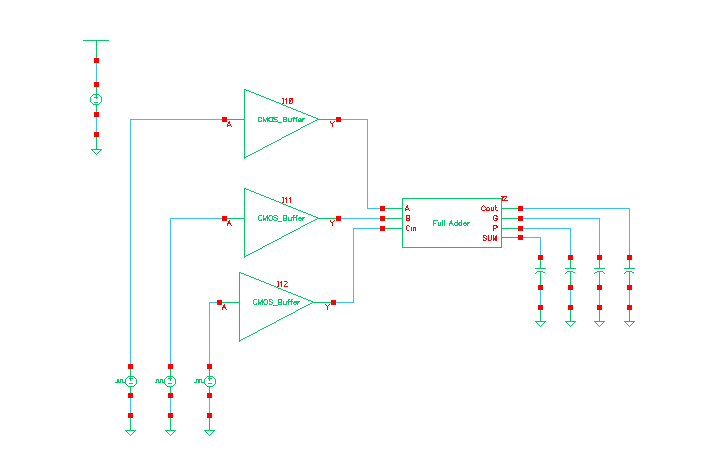 I10
CMOS_Buffer
A
Y
I11
CMOS_Buffer
A
Y
I2
A
Cout
B
Full Adder
G
Cin
P
SUM
I12
CMOS_Buffer
A
Y